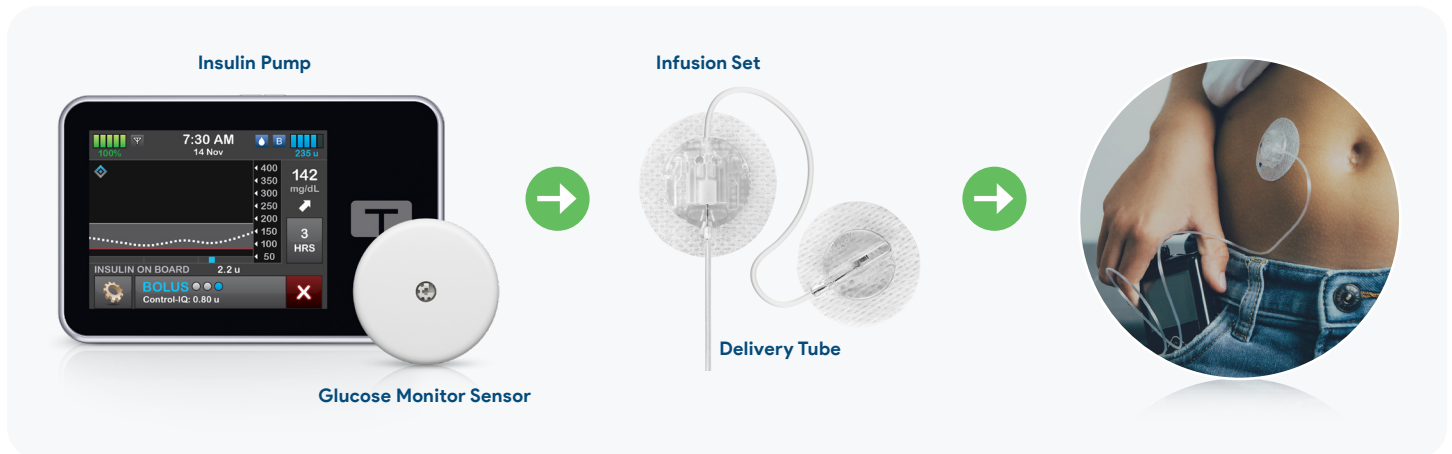 Insulin Pump
Infusion Set
100%
7:30 AM
14 Nov
B
235 u
400
350
300
250
200
150
100
50
142
mg/dL
3
HRS
T
INSULIN ON BOARD 2.2 u
BOLUS
Control-IQ: 0.80 u
X
Delivery Tube
Glucose Monitor Sensor